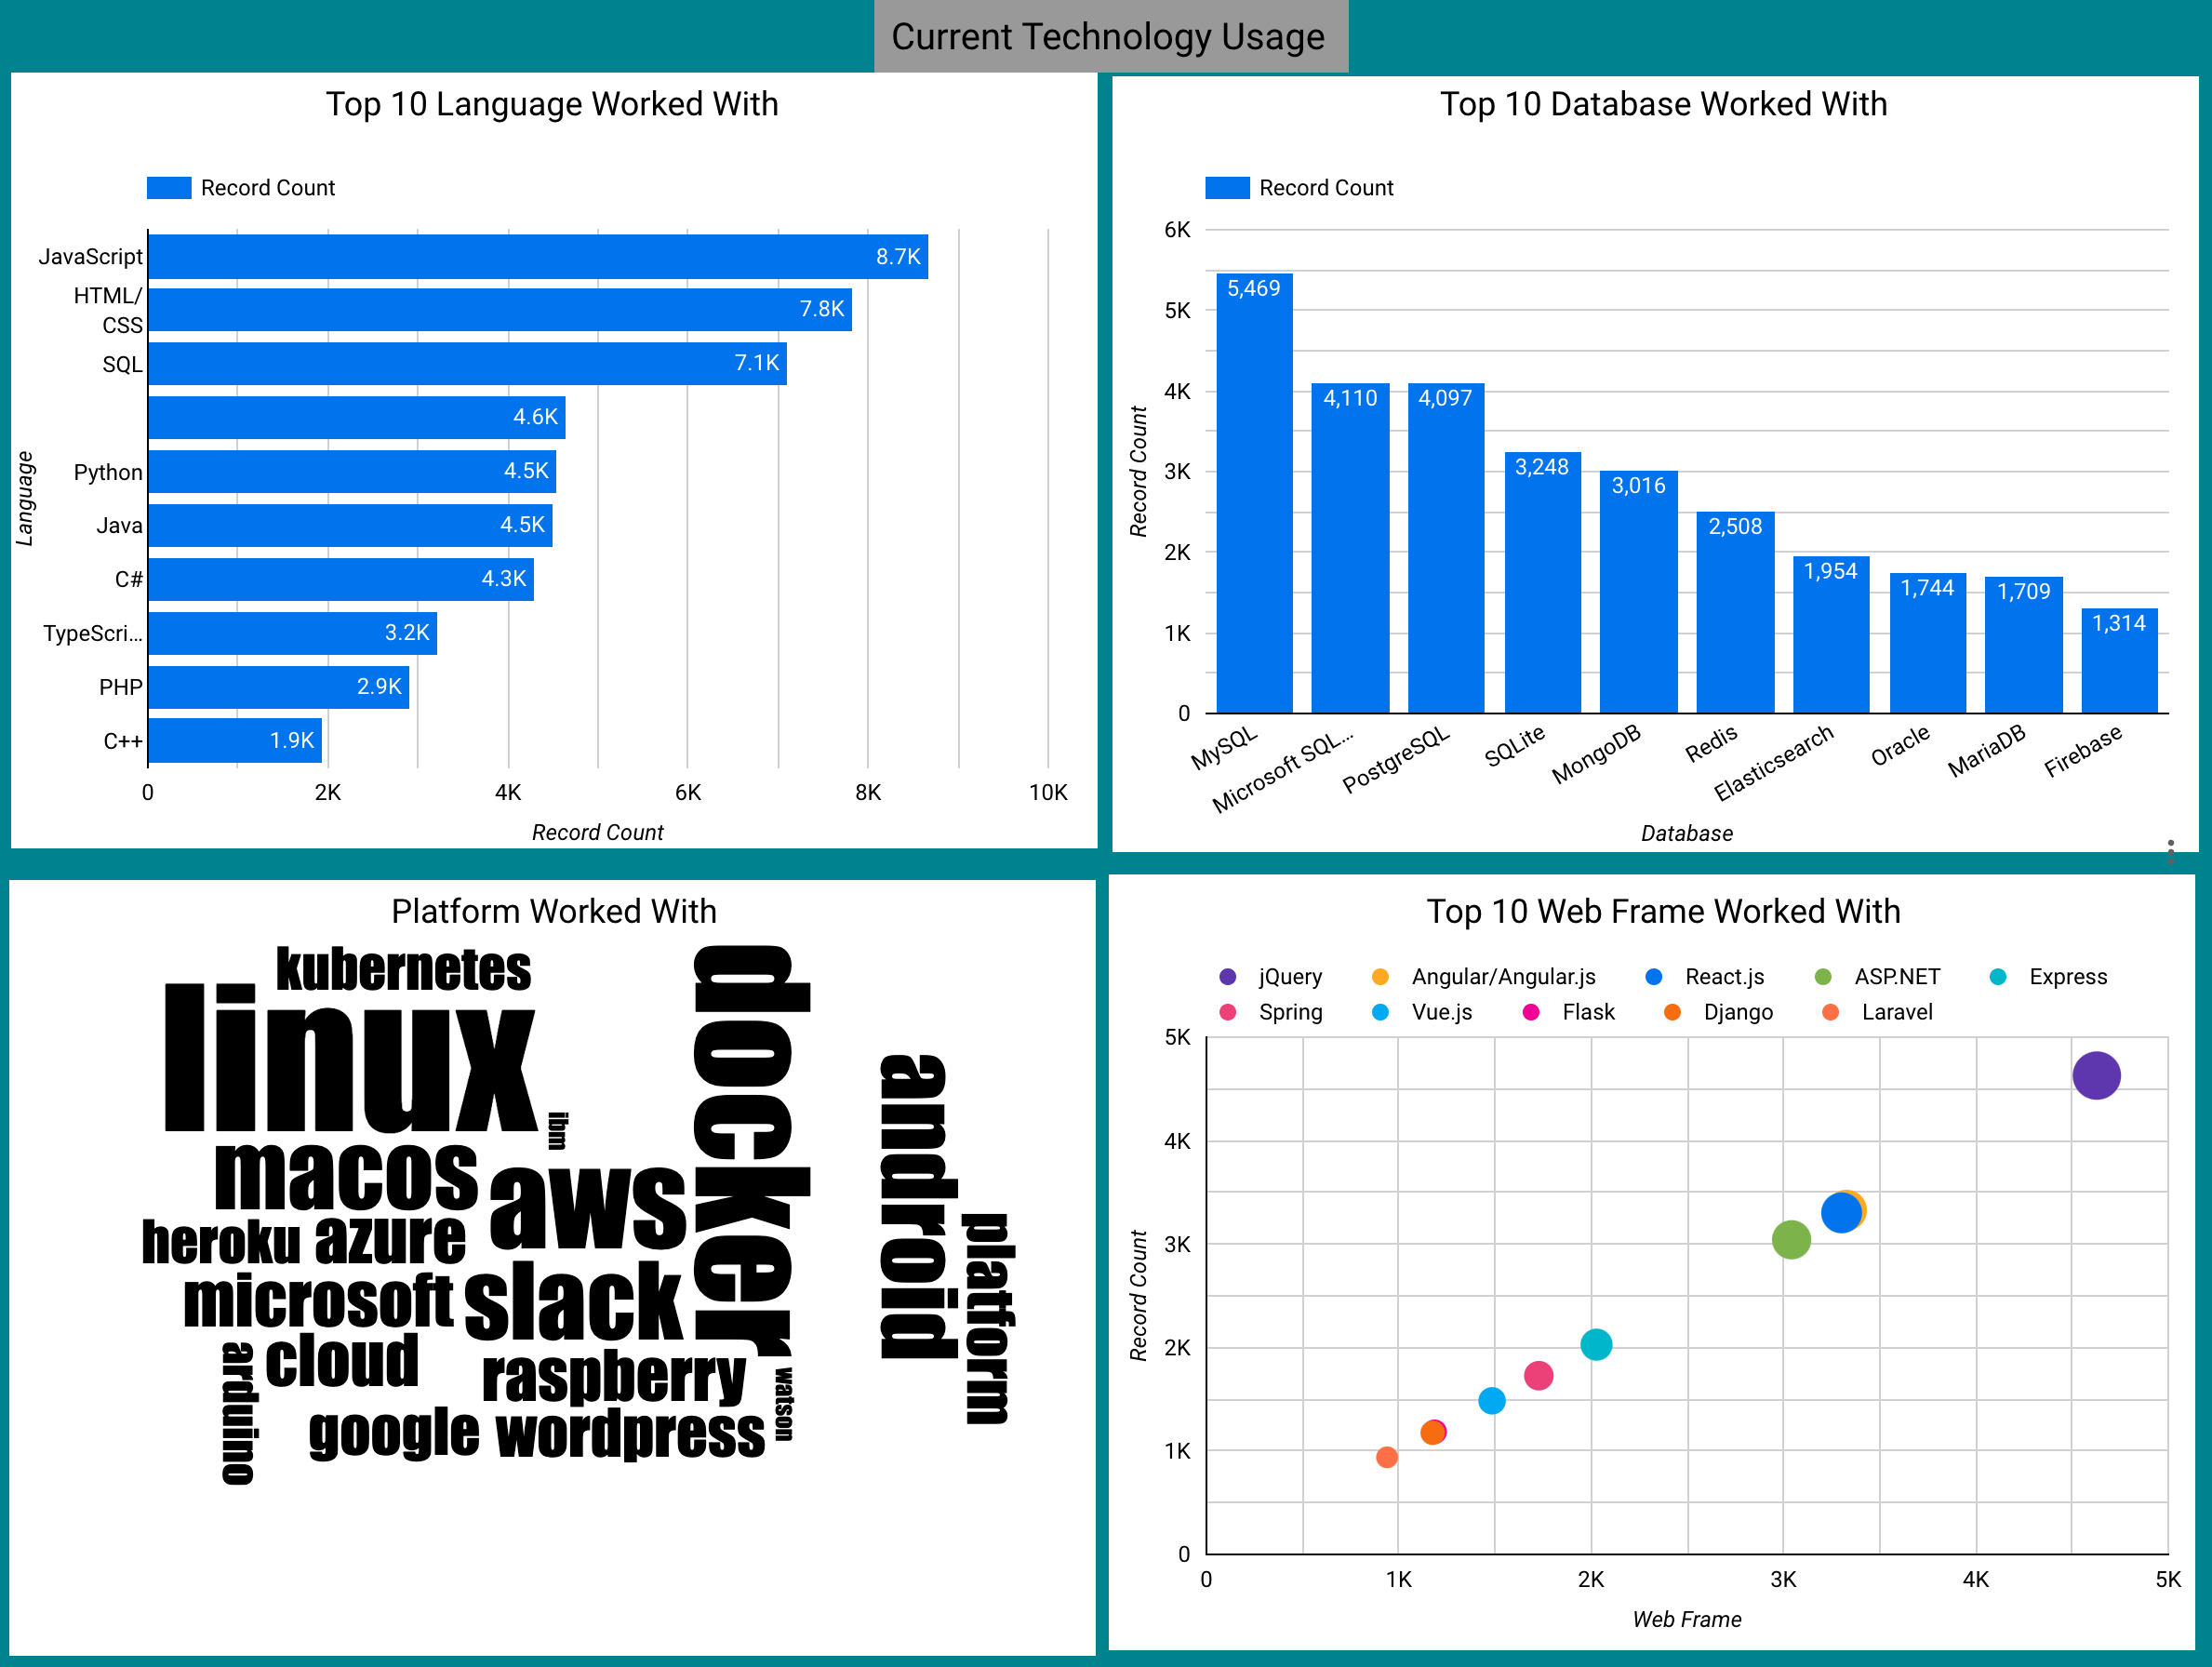 Current Technology Usage
Top 10 Language Worked With
Record Count
JavaScript
8.7K
HTML/
CSS
7.8K
SQL
7.1K
4.6K
Python
4.5K
Java
4.5K
C#
4.3K
TypeScri...
3.2K
PHP
2.9K
C++
1.9K
0 2K 4K 6K 8K 10K
Language
Record Count
Top 10 Database Worked With
Record Count
6K
5K
4K
3K
2K
1K
0
5,469
4,110
4,097
3,248
3,016
2,508
1,954
1,744
1,709
1,314
MySQL
Microsoft SQL...
PostgreSQL
SQLite
MongoDB
Redis
Elasticsearch
Oracle
MariaDB
Firebase
Record Count
Database
Platform Worked With
kubernetes
linux
ibm
macos
aws
docker
android
platform
heroku
azure
microsoft
slack
arduino
cloud
raspberry
watson
google
wordpress
Top 10 Web Frame Worked With
jQuery Angular/Angular.js React.js ASP.NET Express
Spring Vue.js Flask Django Laravel
5K
4K
3K
2K
1K
0
0 1K 2K 3K 4K 5K
Record Count
Web Frame